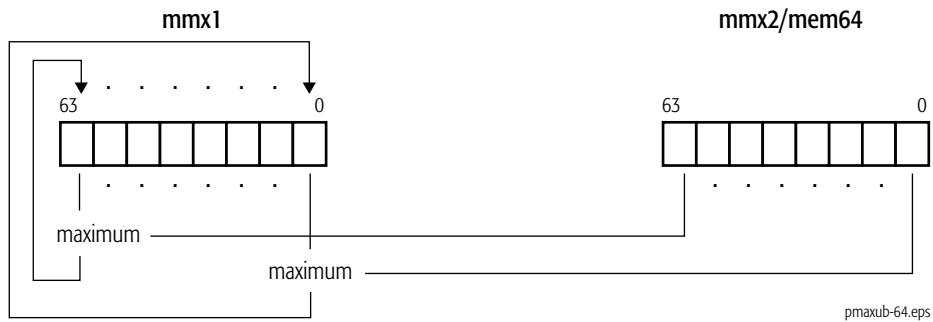 mmx1 mmx2/mem64
. . . . . .
63 0 63 0
. . . . . . . . . . . .
maximum
maximum
pmaxub-64.eps